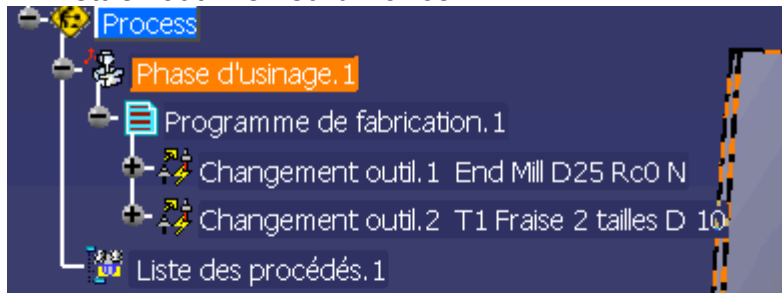 Process
Phase d'usinage.1
Programme de fabrication.1
Changement outil.1 End Mill D25 Rc0 N
Changement outil.2 T1 Fraise 2 tailles D 10
Liste des procédés.1